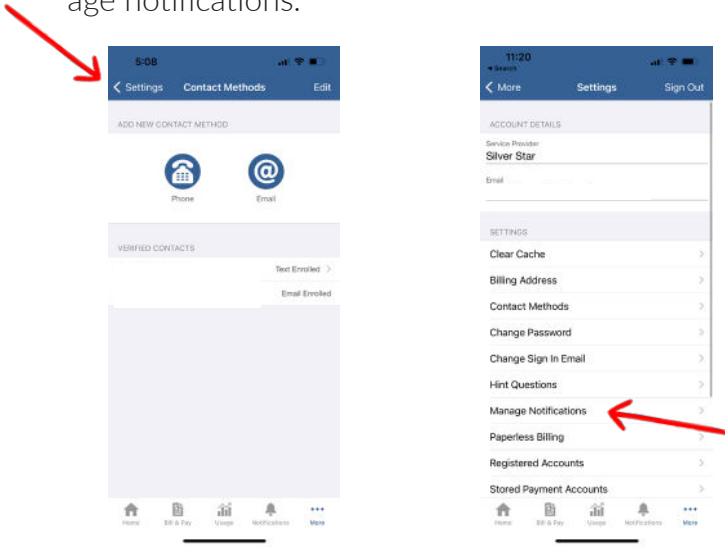 age notifications.
5:08
Settings Contact Methods Edit
ADD NEW CONTACT METHOD
Phone Email
VERIFIED CONTACTS
Text Enrolled
Email Enrolled
Home Bill & Pay Usage Notifications More
11:20
Search
More Settings Sign Out
ACCOUNT DETAILS
Service Provider
Silver Star
Email
SETTINGS
Clear Cache
Billing Address
Contact Methods
Change Password
Change Sign In Email
Hint Questions
Manage Notifications
Paperless Billing
Registered Accounts
Stored Payment Accounts
Home Bill & Pay Usage Notifications More